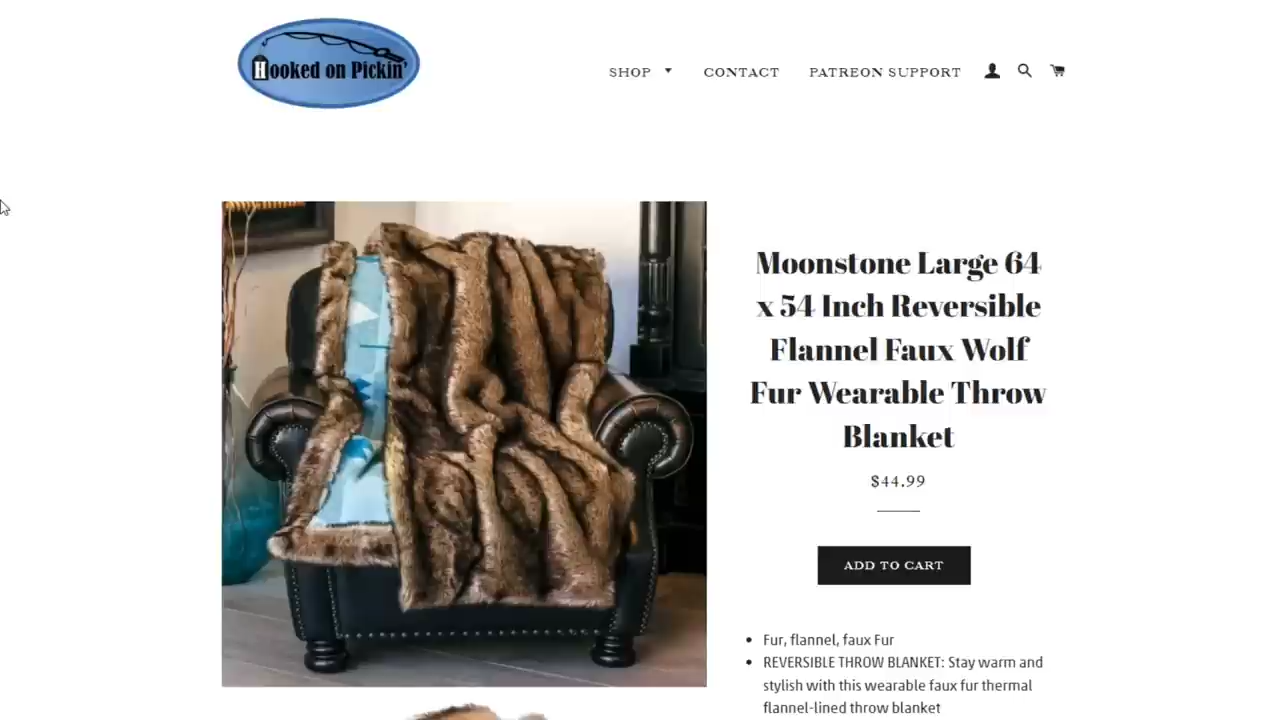 Hooked on Pickin'
SHOP
CONTACT
PATREON SUPPORT
Moonstone Large 64
x 54 Inch Reversible
Flannel Faux Wolf
Fur Wearable Throw
Blanket
$44.99
ADD TO CART
Fur, flannel, faux Fur
REVERSIBLE THROW BLANKET: Stay warm and
stylish with this wearable faux fur thermal
flannel-lined throw blanket